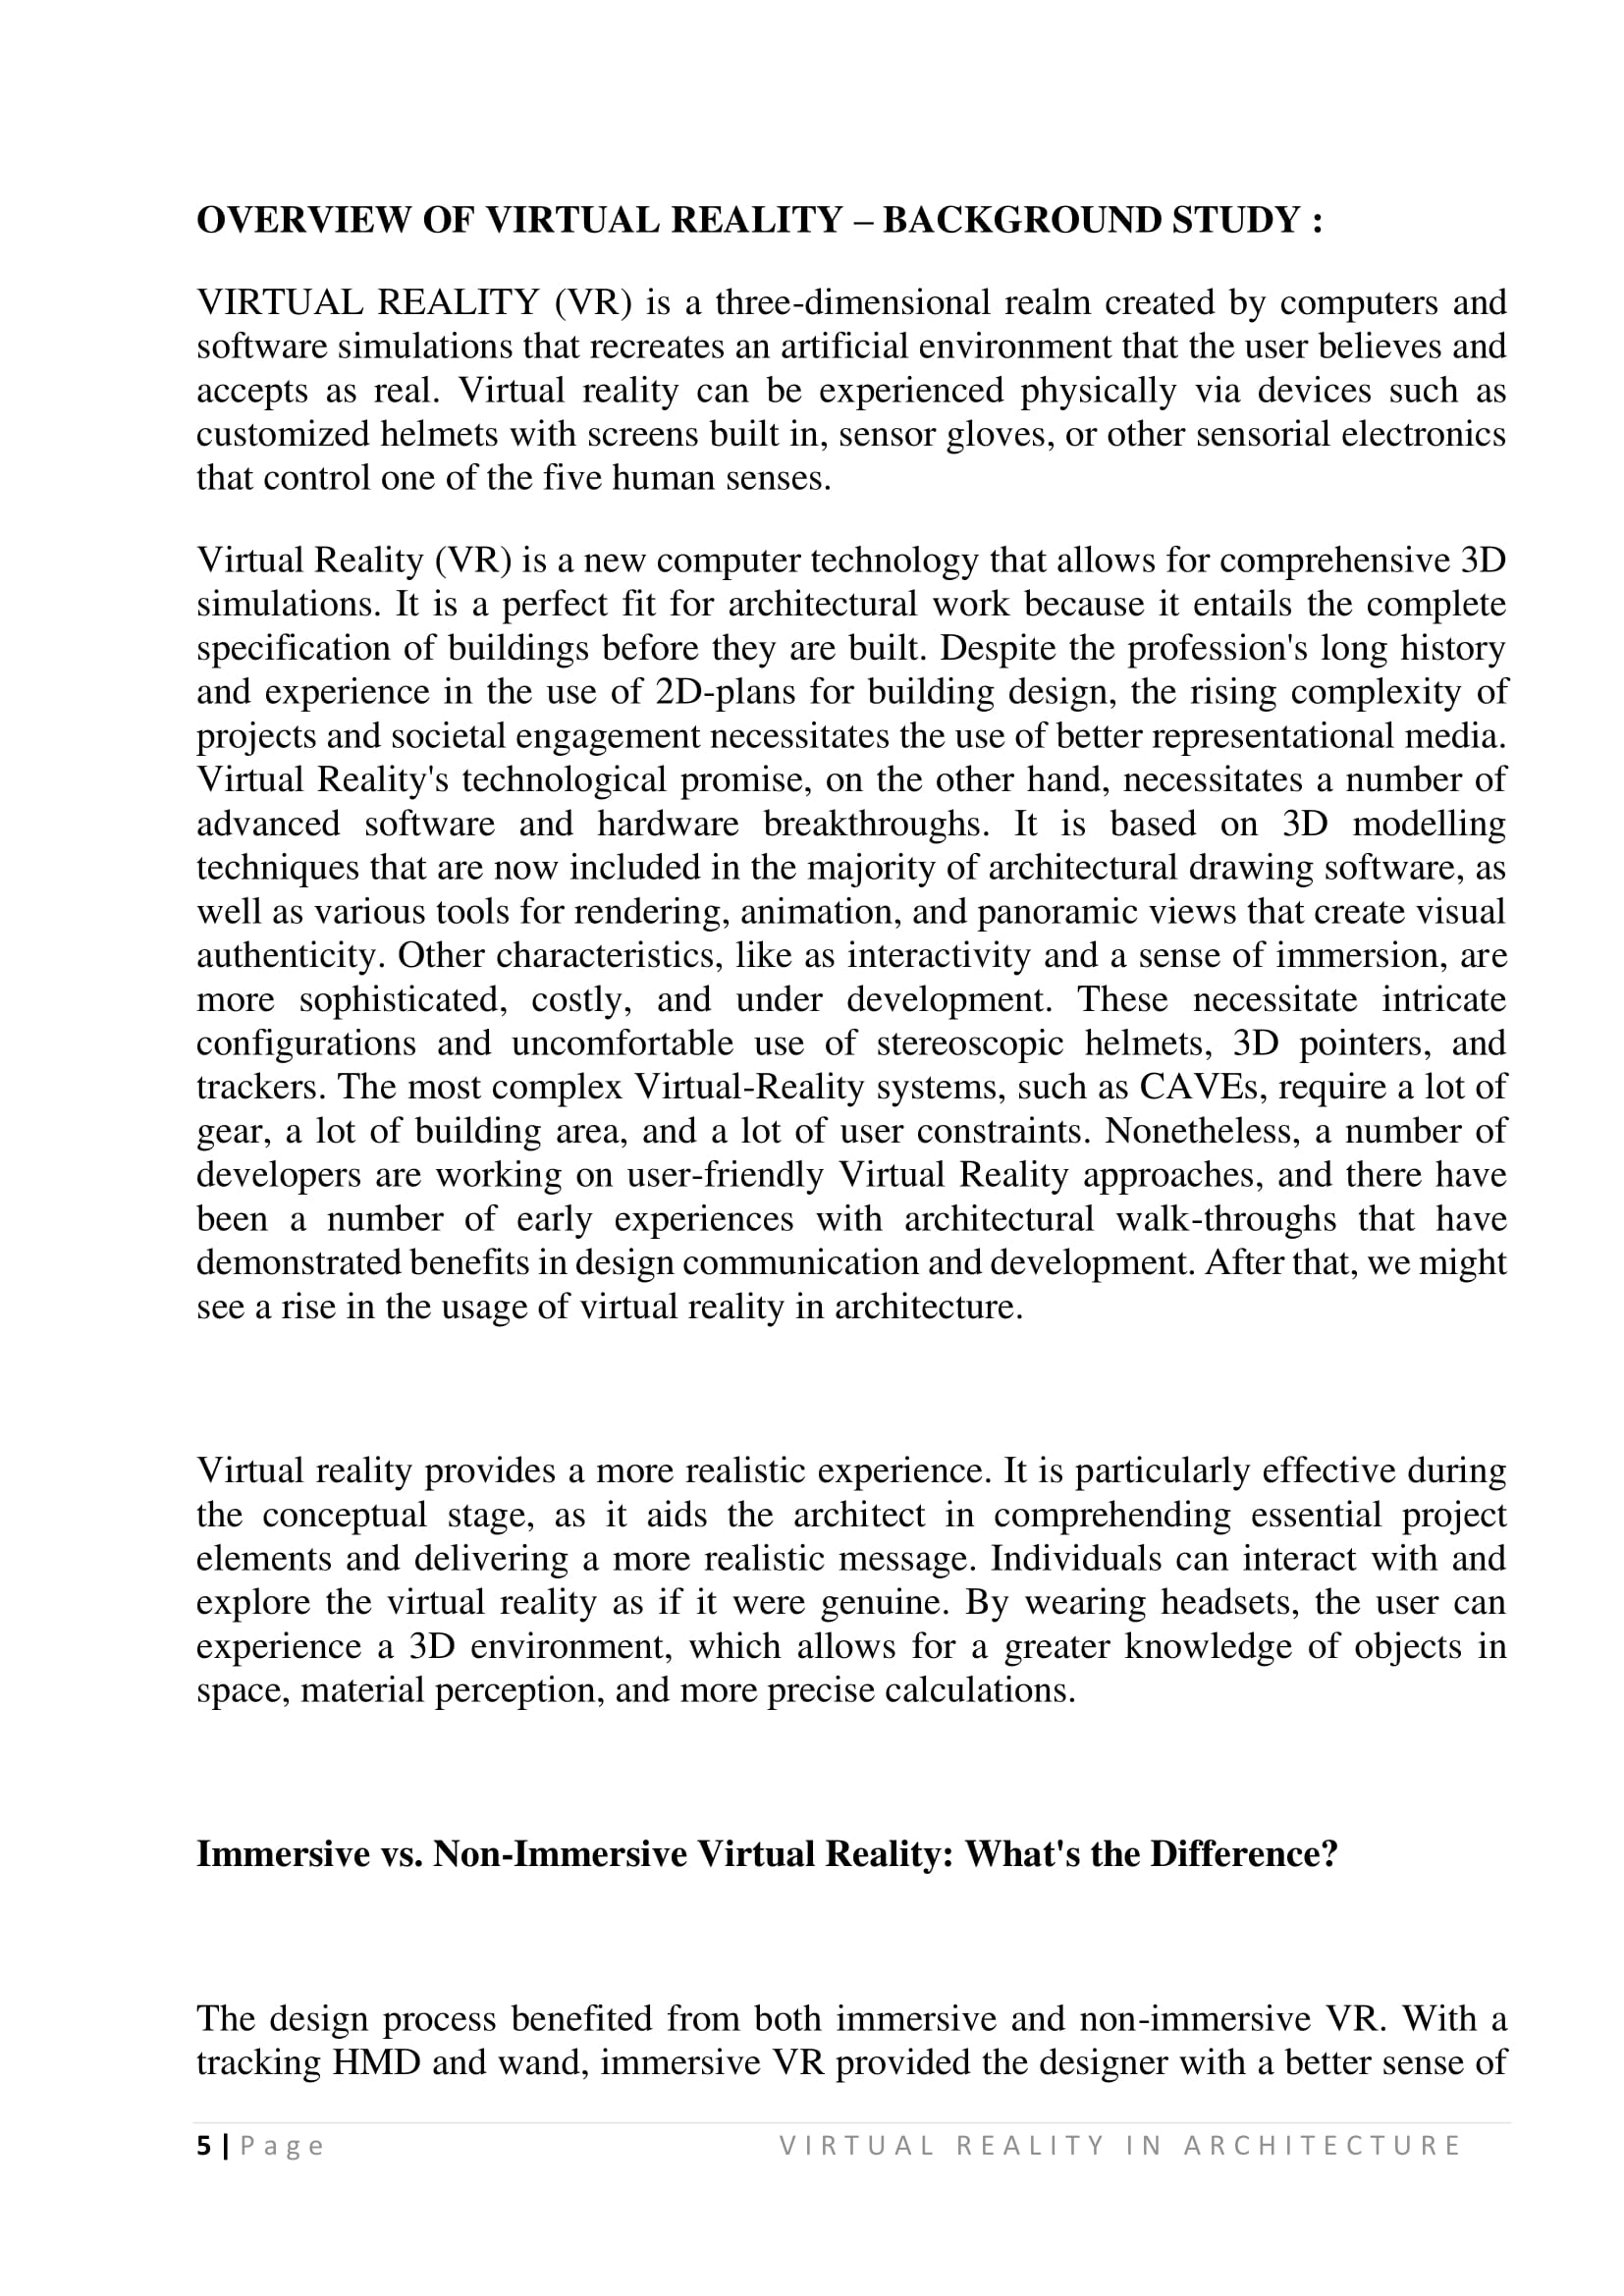 OVERVIEW OF VIRTUAL REALITY – BACKGROUND STUDY :
VIRTUAL REALITY (VR) is a three-dimensional realm created by computers and
software simulations that recreates an artificial environment that the user believes and
accepts as real. Virtual reality can be experienced physically via devices such as
customized helmets with screens built in, sensor gloves, or other sensorial electronics
that control one of the five human senses.
Virtual Reality (VR) is a new computer technology that allows for comprehensive 3D
simulations. It is a perfect fit for architectural work because it entails the complete
specification of buildings before they are built. Despite the profession's long history
and experience in the use of 2D-plans for building design, the rising complexity of
projects and societal engagement necessitates the use of better representational media.
Virtual Reality's technological promise, on the other hand, necessitates a number of
advanced software and hardware breakthroughs. It is based on 3D modelling
techniques that are now included in the majority of architectural drawing software, as
well as various tools for rendering, animation, and panoramic views that create visual
authenticity. Other characteristics, like as interactivity and a sense of immersion, are
more sophisticated, costly, and under development. These necessitate intricate
configurations and uncomfortable use of stereoscopic helmets, 3D pointers, and
trackers. The most complex Virtual-Reality systems, such as CAVEs, require a lot of
gear, a lot of building area, and a lot of user constraints. Nonetheless, a number of
developers are working on user-friendly Virtual Reality approaches, and there have
been a number of early experiences with architectural walk-throughs that have
demonstrated benefits in design communication and development. After that, we might
see a rise in the usage of virtual reality in architecture.
Virtual reality provides a more realistic experience. It is particularly effective during
the conceptual stage, as it aids the architect in comprehending essential project
elements and delivering a more realistic message. Individuals can interact with and
explore the virtual reality as if it were genuine. By wearing headsets, the user can
experience a 3D environment, which allows for a greater knowledge of objects in
space, material perception, and more precise calculations.
Immersive vs. Non-Immersive Virtual Reality: What's the Difference?
The design process benefited from both immersive and non-immersive VR. With a
tracking HMD and wand, immersive VR provided the designer with a better sense of
5 | Page VIRTUAL REALITY IN ARCHITECTURE